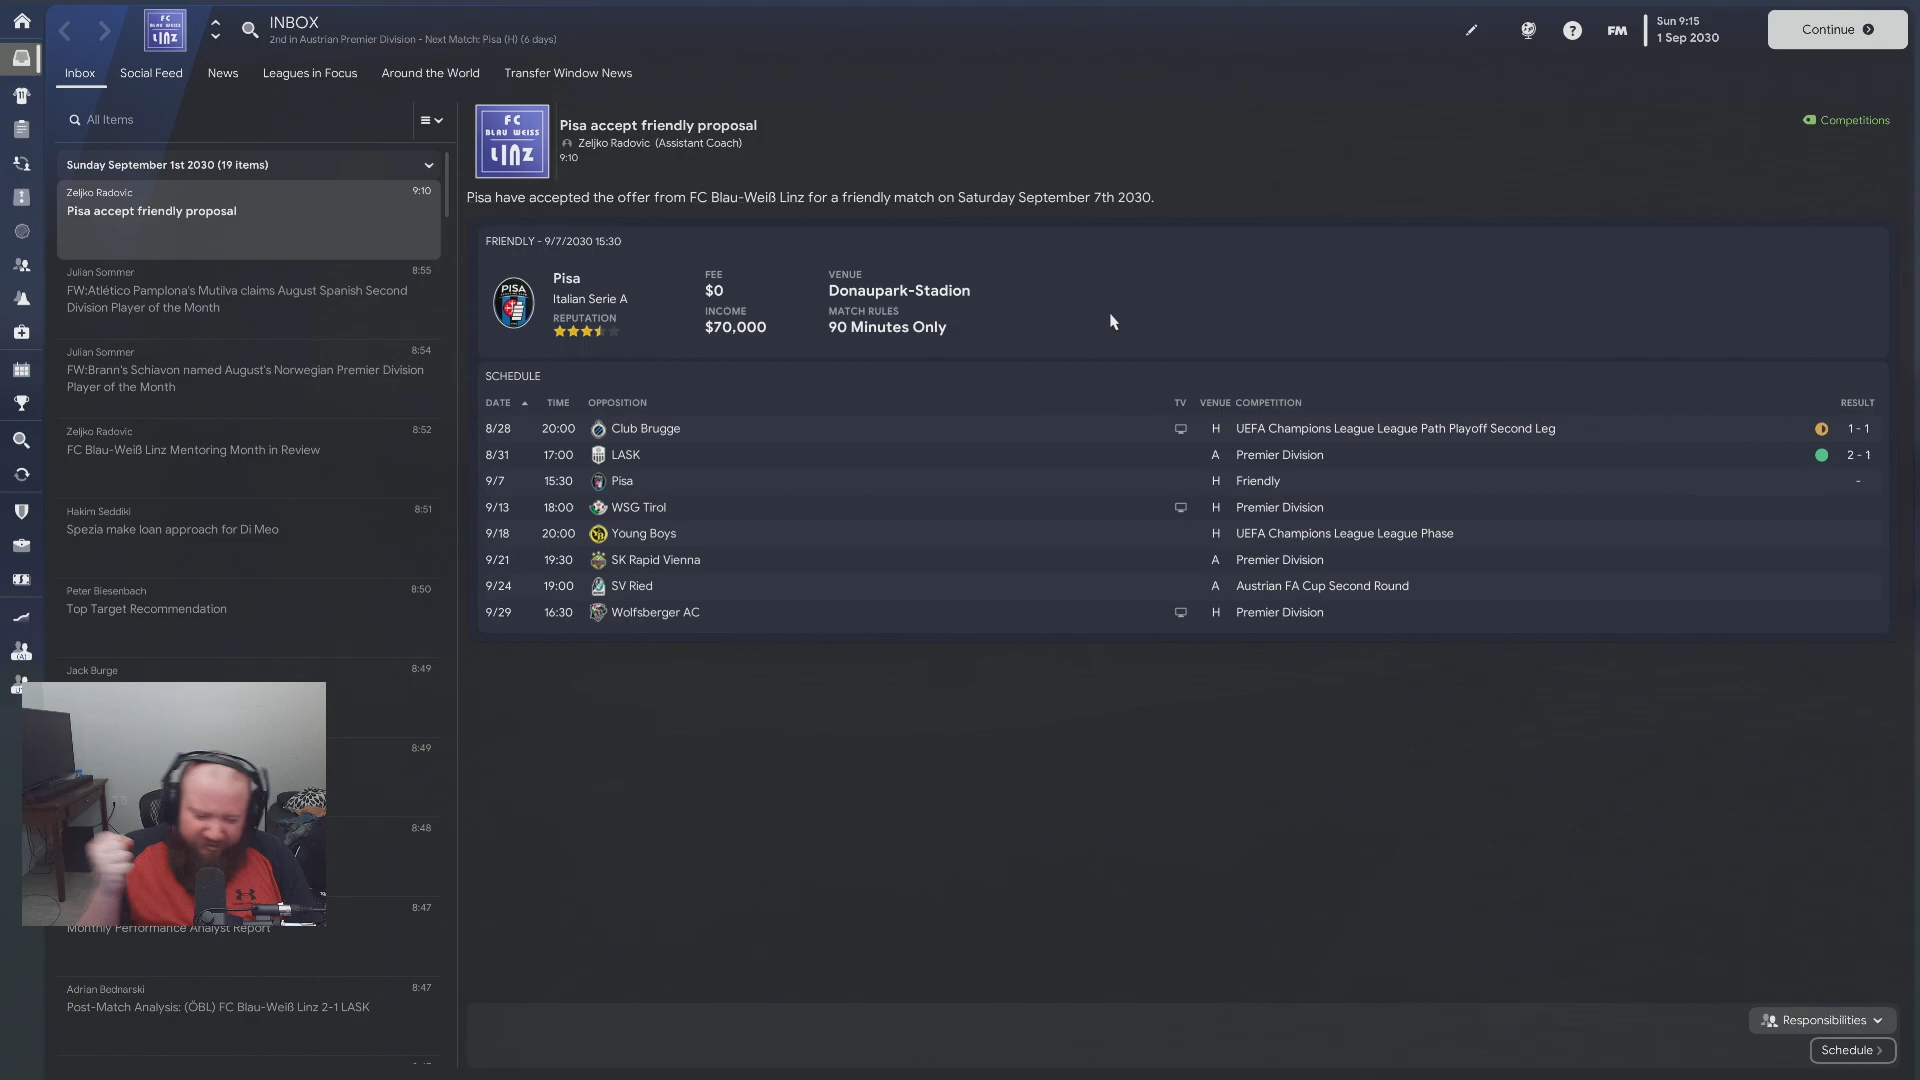 FC
BLAU WEISS
LINZ
INBOX
2nd in Austrian Premier Division - Next Match: Pisa (H) (6 days)
FM
Sun 9:15
1 Sep 2030
Continue
Inbox
Social Feed
News
Leagues in Focus
Around the World
Transfer Window News
All Items
Sunday September 1st 2030 (19 items)
Zeljko Radovic
9:10
Pisa accept friendly proposal
Julian Sommer
8:55
FW:Atlético Pamplona's Mutilva claims August Spanish Second
Division Player of the Month
Julian Sommer
8:54
FW:Brann's Schiavon named August's Norwegian Premier Division
Player of the Month
Zeljko Radovic
8:52
FC Blau-Weiß Linz Mentoring Month in Review
Hakim Seddiki
8:51
Spezia make loan approach for Di Meo
Peter Biesenbach
8:50
Top Target Recommendation
Jack Burge
8:49
8:49
8:48
8:47
Monthly Performance Analyst Report
Adrian Bednarski
8:47
Post-Match Analysis: (ÖBL) FC Blau-Weiß Linz 2-1 LASK
FC
BLAU WEISS
LINZ
Pisa accept friendly proposal
Zeljko Radovic (Assistant Coach)
9:10
Competitions
Pisa have accepted the offer from FC Blau-Weiß Linz for a friendly match on Saturday September 7th 2030.
FRIENDLY - 9/7/2030 15:30
PISA
Pisa
Italian Serie A
REPUTATION
FEE
$0
INCOME
$70,000
VENUE
Donaupark-Stadion
MATCH RULES
90 Minutes Only
SCHEDULE
DATE TIME OPPOSITION TV VENUE COMPETITION RESULT
8/28 20:00 Club Brugge H UEFA Champions League League Path Playoff Second Leg 1 - 1
8/31 17:00 LASK A Premier Division 2 - 1
9/7 15:30 Pisa H Friendly -
9/13 18:00 WSG Tirol H Premier Division
9/18 20:00 Young Boys H UEFA Champions League League Phase
9/21 19:30 SK Rapid Vienna A Premier Division
9/24 19:00 SV Ried A Austrian FA Cup Second Round
9/29 16:30 Wolfsberger AC H Premier Division
Responsibilities
Schedule